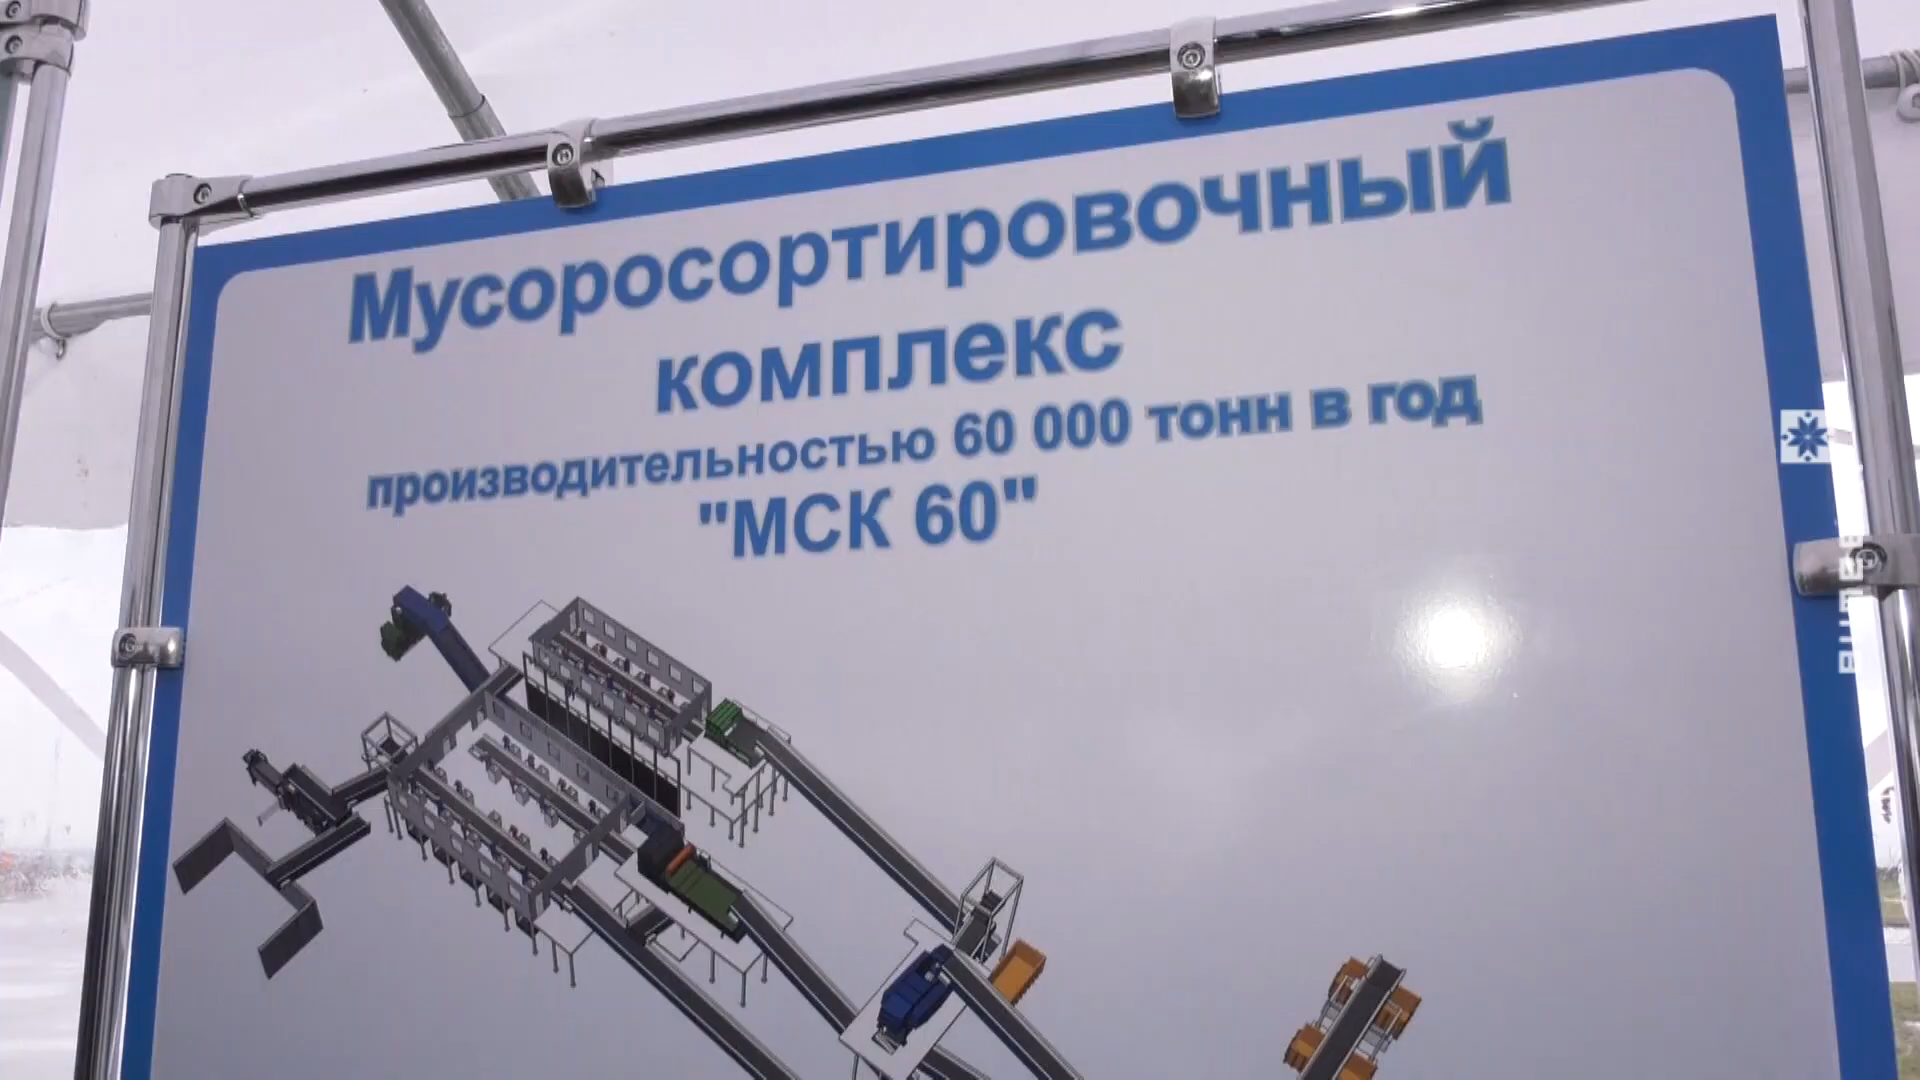 Мусоросортировочный
комплекс
производительностью 60 000 тонн в год
"МСК 60"